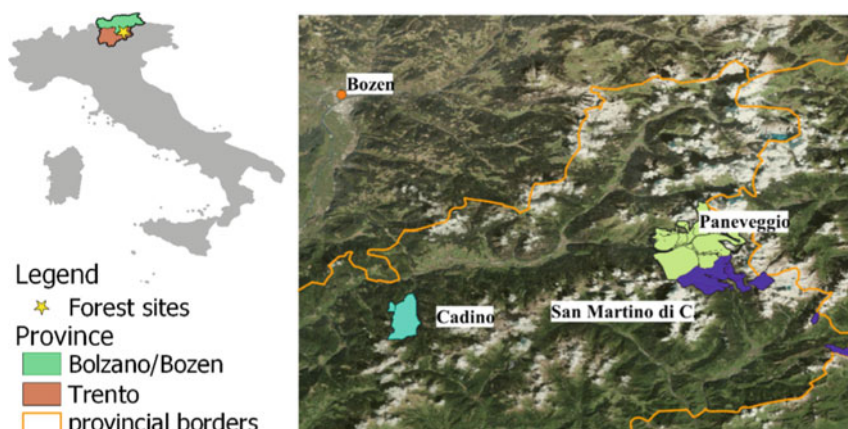 Legend
Forest sites
Province
Bolzano/Bozen
Trento
provincial borders
Bozen
Paneveggio
San Martino di C
Cadino